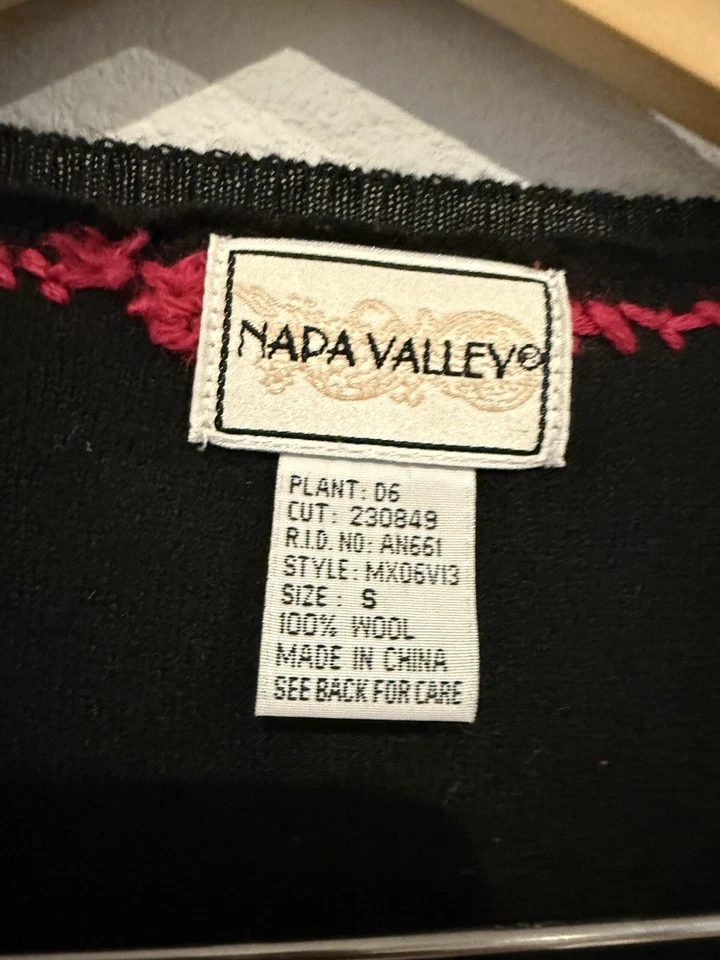 NAPA VALLEY®
PLANT: D6
CUT: 230849
R.I.D. NO: AN661
STYLE: MX06V13
SIZE: S
100% WOOL
MADE IN CHINA
SEE BACK FOR CARE